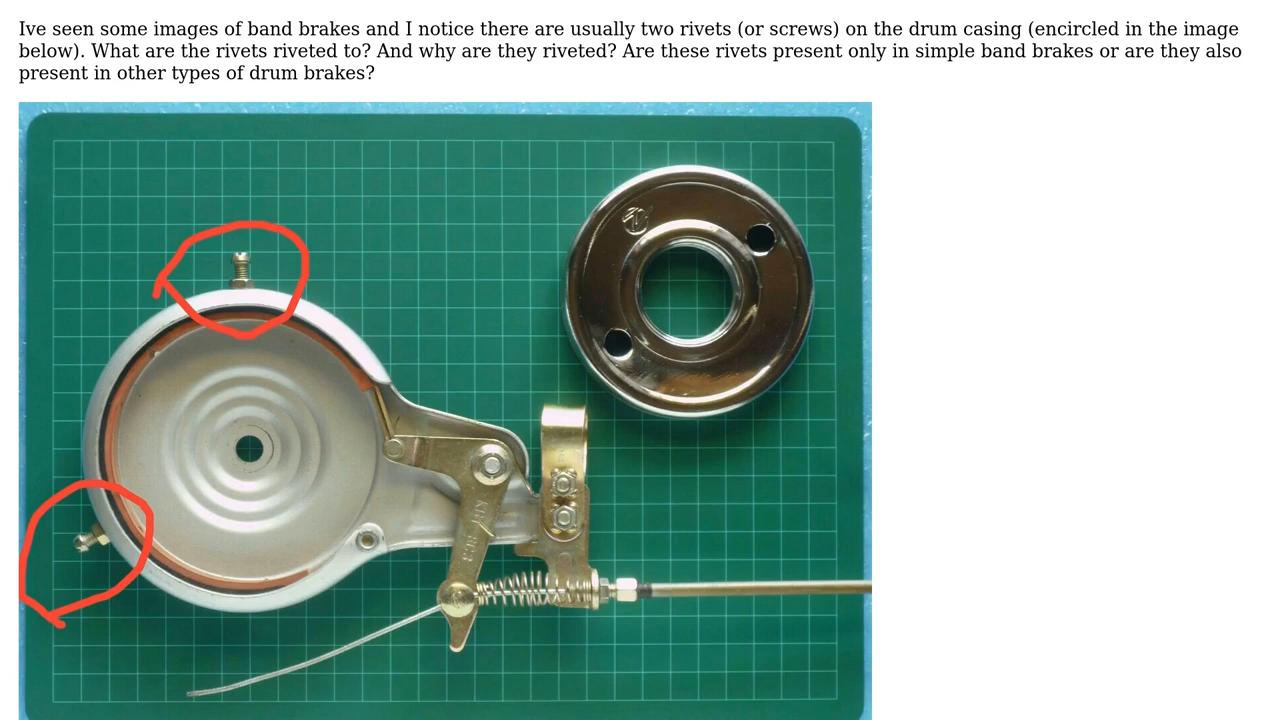 Ive seen some images of band brakes and I notice there are usually two rivets (or screws) on the drum casing (encircled in the image
below). What are the rivets riveted to? And why are they riveted? Are these rivets present only in simple band brakes or are they also
present in other types of drum brakes?